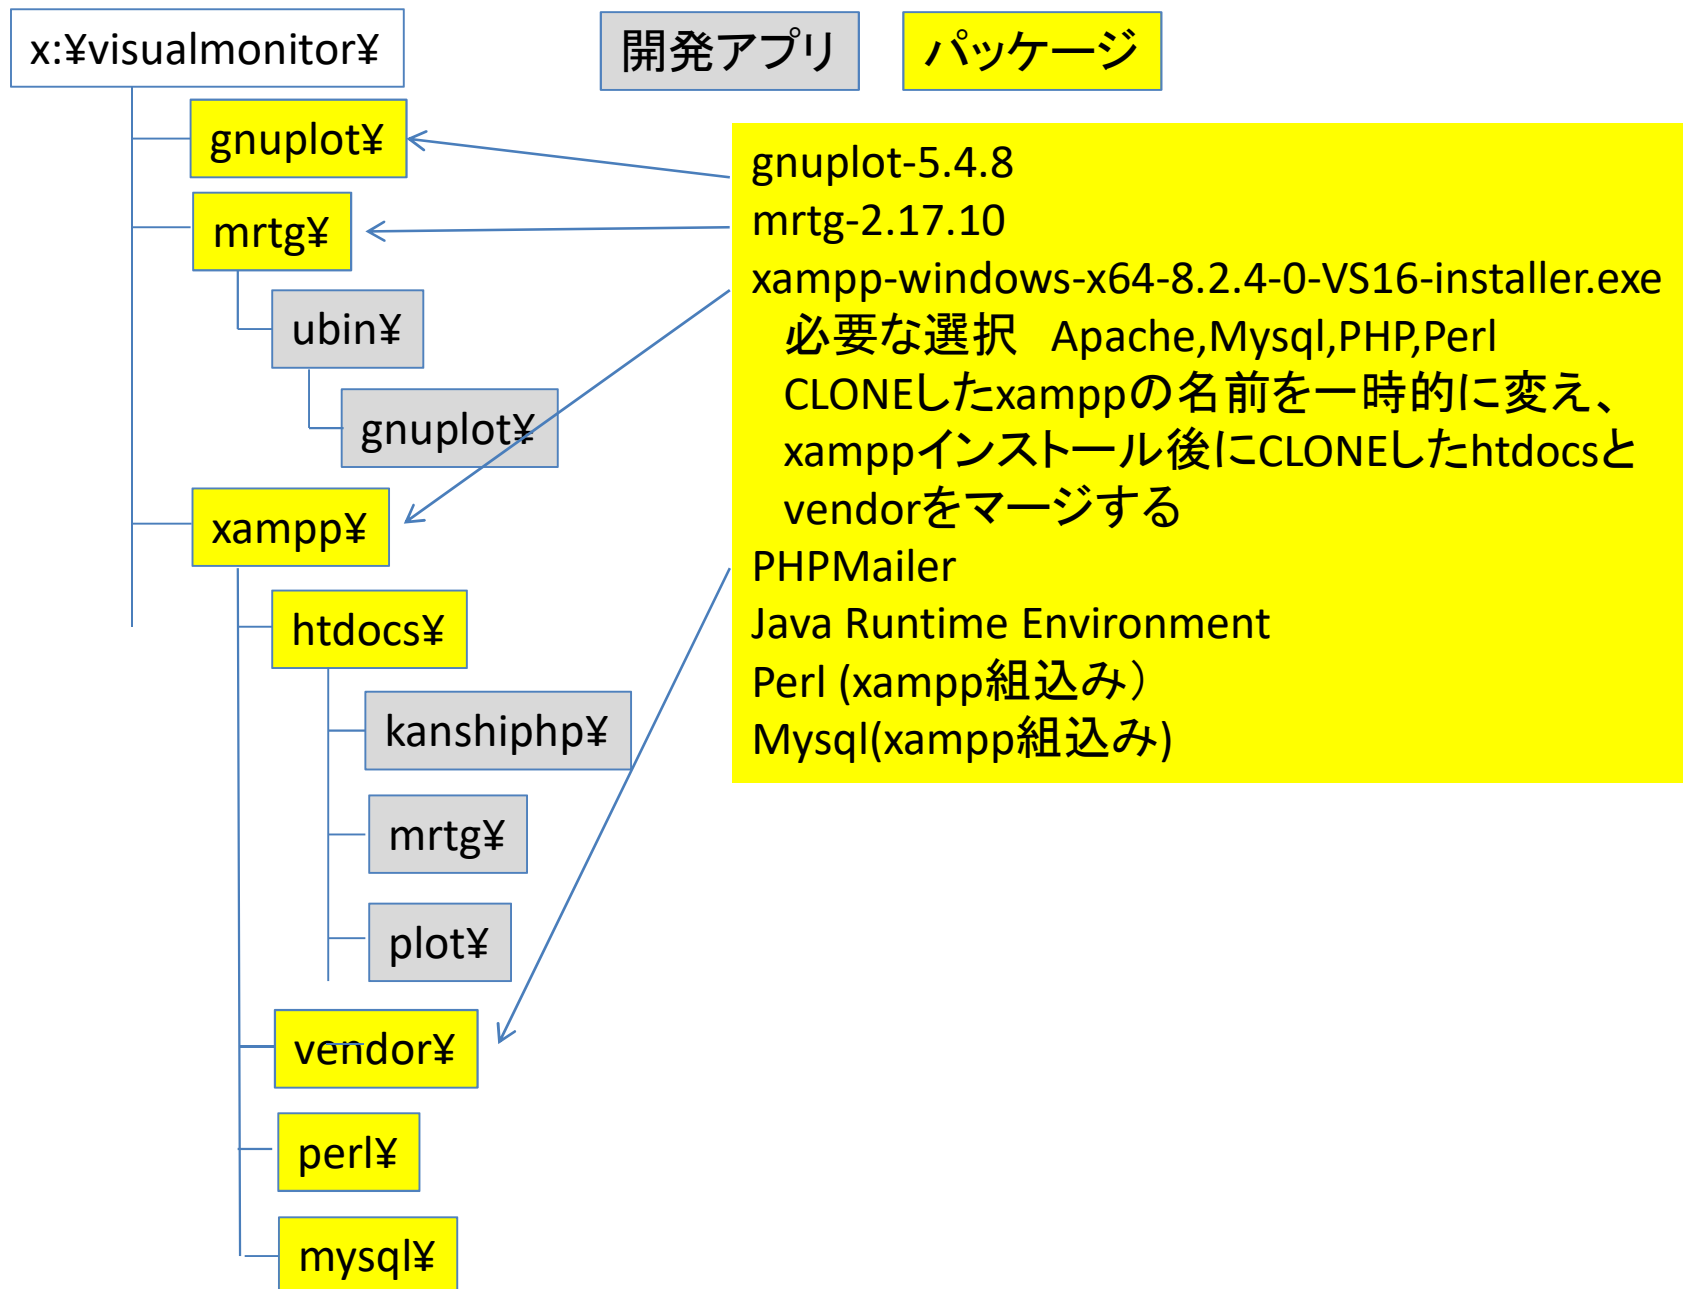 x:¥visualmonitor¥
開発アプリ
パッケージ
gnuplot¥
mrtg¥
ubin¥
gnuplot¥
xampp¥
htdocs¥
kanshiphp¥
mrtg¥
plot¥
vendor¥
perl¥
mysql¥
gnuplot-5.4.8
mrtg-2.17.10
xampp-windows-x64-8.2.4-0-VS16-installer.exe
必要な選択　Apache,Mysql,PHP,Perl
CLONEしたxamppの名前を一時的に変え、
xamppインストール後にCLONEしたhtdocsと
vendorをマージする
PHPMailer
Java Runtime Environment
Perl (xampp組込み）
Mysql(xampp組込み)